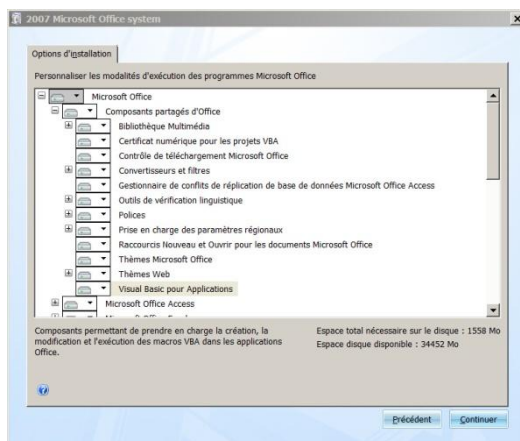 2007 Microsoft Office system
Options d'installation
Personnaliser les modalités d'exécution des programmes Microsoft Office
Microsoft Office
Composants partagés d'Office
Bibliothèque Multimédia
Certificat numérique pour les projets VBA
Contrôle de téléchargement Microsoft Office
Convertisseurs et filtres
Gestionnaire de conflits de réplication de base de données Microsoft Office Access
Outils de vérification linguistique
Polices
Prise en charge des paramètres régionaux
Raccourcis Nouveau et Ouvrir pour les documents Microsoft Office
Thèmes Microsoft Office
Thèmes Web
Visual Basic pour Applications
Microsoft Office Access
Composants permettant de prendre en charge la création, la
modification et l'exécution des macros VBA dans les applications
Office.
Espace total nécessaire sur le disque : 1558 Mo
Espace disque disponible : 34452 Mo
Précédent
Continuer